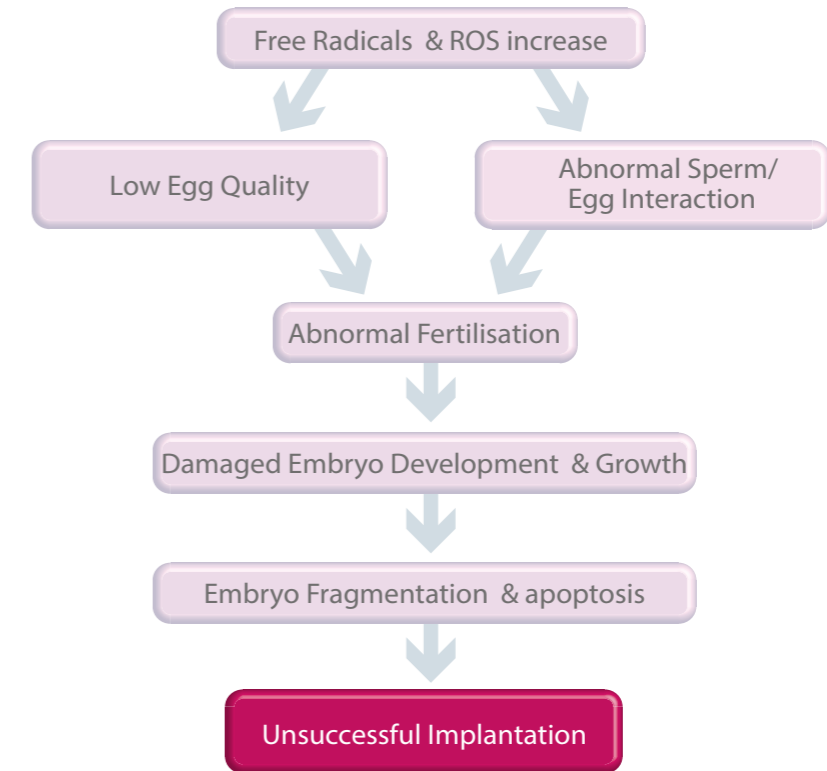 Free Radicals & ROS increase
Low Egg Quality
Abnormal Sperm/
Egg Interaction
Abnormal Fertilisation
Damaged Embryo Development & Growth
Embryo Fragmentation & apoptosis
Unsuccessful Implantation